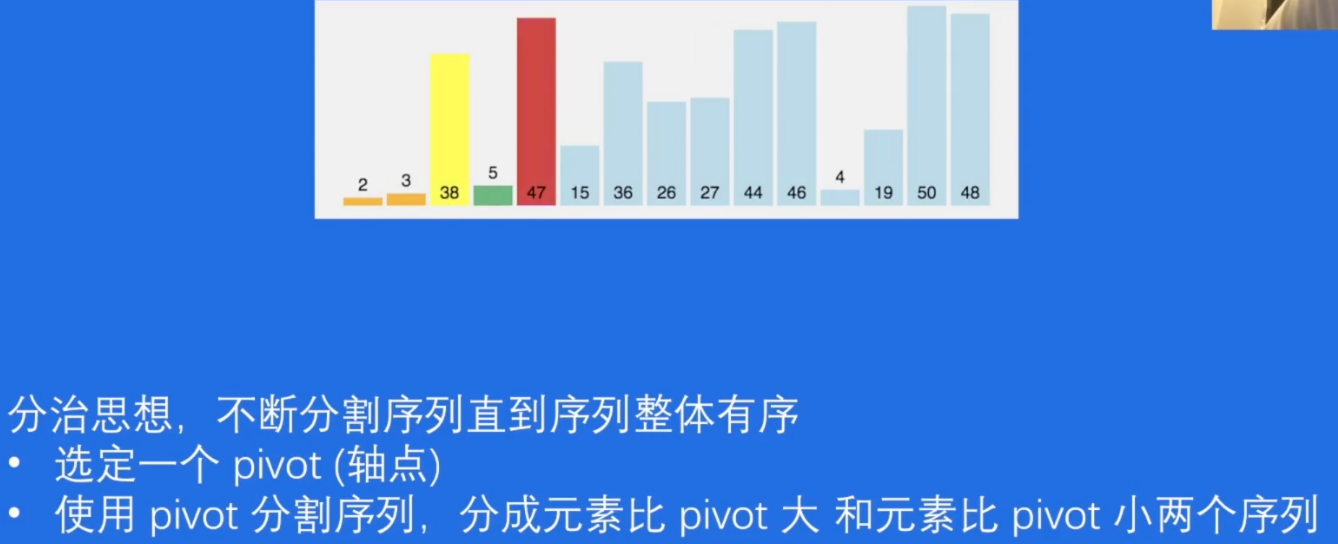 2 3 38 5 47 15 36 26 27 44 46 4 19 50 48
分治思想，不断分割序列直到序列整体有序
• 选定一个 pivot (轴点)
• 使用 pivot 分割序列，分成元素比 pivot 大 和元素比 pivot 小两个序列